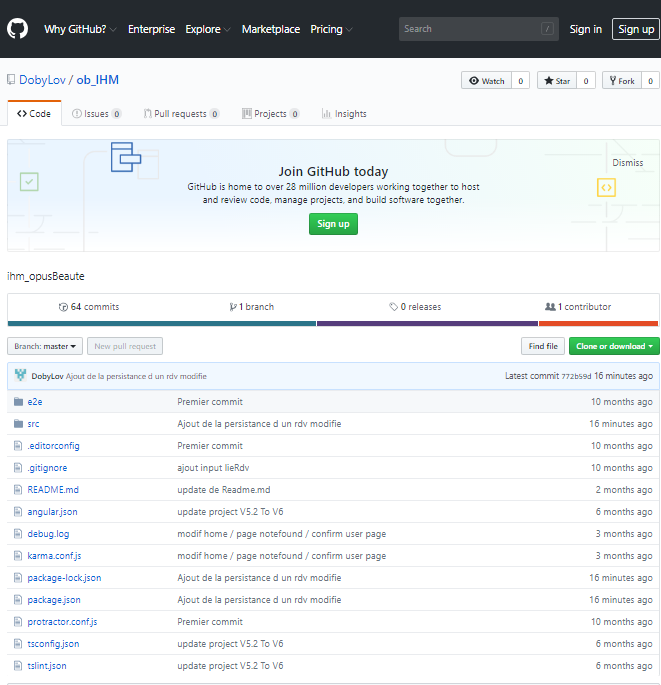 Why GitHub? Enterprise Explore Marketplace Pricing Search / Sign in Sign up
DobyLov / ob_IHM Watch 0 Star 0 Fork 0
Code Issues 0 Pull requests 0 Projects 0 Insights
Dismiss
Join GitHub today
GitHub is home to over 28 million developers working together to host
and review code, manage projects, and build software together.
Sign up
ihm_opusBeaute
64 commits 1 branch 0 releases 1 contributor
Branch: master New pull request Find file Clone or download
DobyLov Ajout de la persistance d un rdv modifie Latest commit 772b59d 16 minutes ago
e2e Premier commit 10 months ago
src Ajout de la persistance d un rdv modifie 16 minutes ago
.editorconfig Premier commit 10 months ago
.gitignore ajout input lieRdv 10 months ago
README.md update de Readme.md 2 months ago
angular.json update project V5.2 To V6 6 months ago
debug.log modif home / page notefound / confirm user page 3 months ago
karma.conf.js modif home / page notefound / confirm user page 3 months ago
package-lock.json Ajout de la persistance d un rdv modifie 16 minutes ago
package.json Ajout de la persistance d un rdv modifie 16 minutes ago
protractor.conf.js Premier commit 10 months ago
tsconfig.json update project V5.2 To V6 6 months ago
tslint.json update project V5.2 To V6 6 months ago